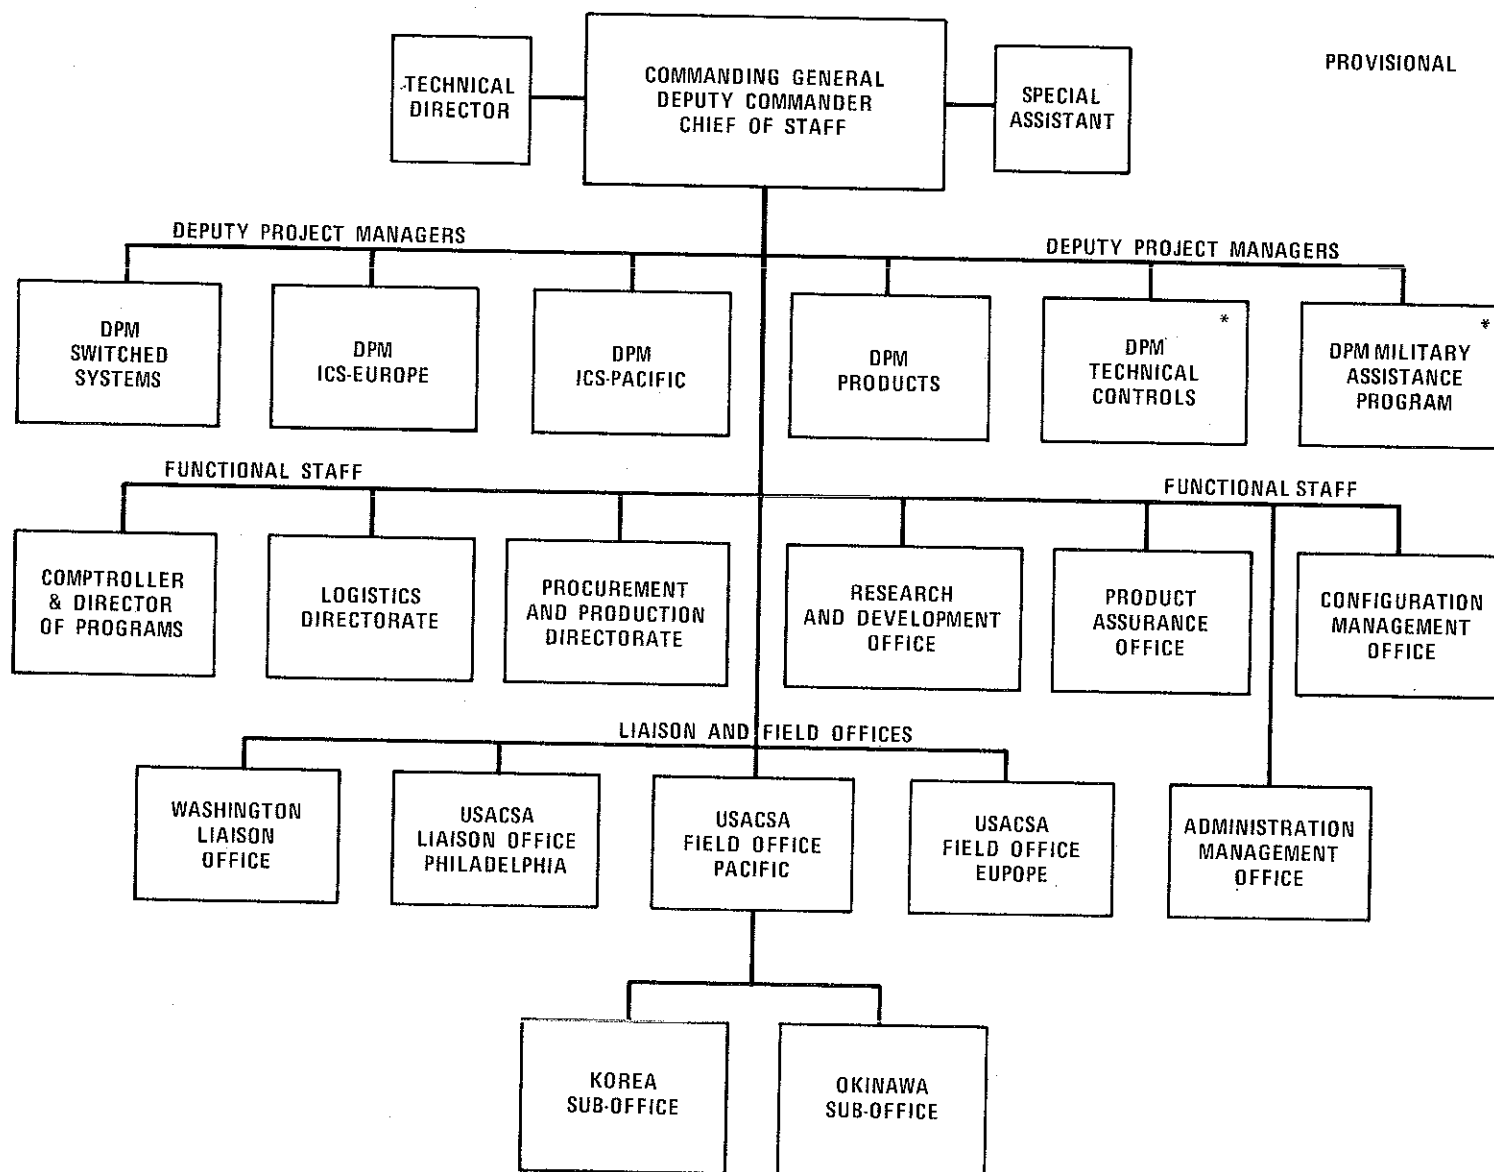 PROVISIONAL
TECHNICAL
DIRECTOR
COMMANDING GENERAL
DEPUTY COMMANDER
CHIEF OF STAFF
SPECIAL
ASSISTANT
DEPUTY PROJECT MANAGERS
DEPUTY PROJECT MANAGERS
DPM
SWITCHED
SYSTEMS
DPM
ICS-EUROPE
DPM
ICS-PACIFIC
DPM
PRODUCTS
*
DPM
TECHNICAL
CONTROLS
*
DPM MILITARY
ASSISTANCE
PROGRAM
FUNCTIONAL STAFF
FUNCTIONAL STAFF
COMPTROLLER
& DIRECTOR
OF PROGRAMS
LOGISTICS
DIRECTORATE
PROCUREMENT
AND PRODUCTION
DIRECTORATE
RESEARCH
AND DEVELOPMENT
OFFICE
PRODUCT
ASSURANCE
OFFICE
CONFIGURATION
MANAGEMENT
OFFICE
LIAISON AND FIELD OFFICES
WASHINGTON
LIAISON
OFFICE
USACSA
LIAISON OFFICE
PHILADELPHIA
USACSA
FIELD OFFICE
PACIFIC
USACSA
FIELD OFFICE
EUPOPE
ADMINISTRATION
MANAGEMENT
OFFICE
KOREA
SUB-OFFICE
OKINAWA
SUB-OFFICE